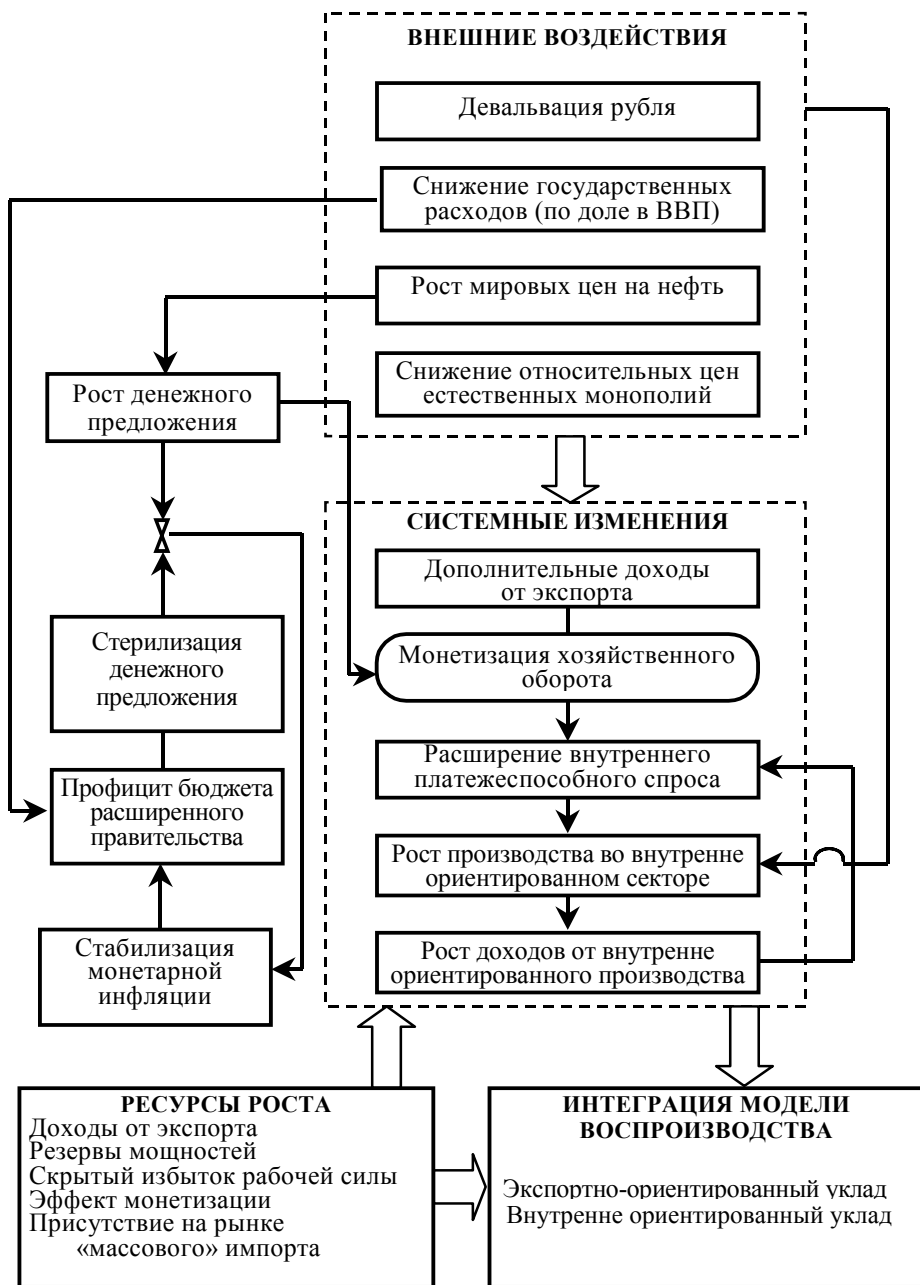 ВНЕШНИЕ ВОЗДЕЙСТВИЯ
Девальвация рубля
Снижение государственных
расходов (по доле в ВВП)
Рост мировых цен на нефть
Снижение относительных цен
естественных монополий
Рост денежного
предложения
СИСТЕМНЫЕ ИЗМЕНЕНИЯ
Дополнительные доходы
от экспорта
Монетизация хозяйственного
оборота
Расширение внутреннего
платежеспособного спроса
Рост производства во внутренне
ориентированном секторе
Рост доходов от внутренне
ориентированного производства
Стерилизация
денежного
предложения
Профицит бюджета
расширенного
правительства
Стабилизация
монетарной
инфляции
РЕСУРСЫ РОСТА
Доходы от экспорта
Резервы мощностей
Скрытый избыток рабочей силы
Эффект монетизации
Присутствие на рынке
«массового» импорта
ИНТЕГРАЦИЯ МОДЕЛИ
ВОСПРОИЗВОДСТВА
Экспортно-ориентированный уклад
Внутренне ориентированный уклад